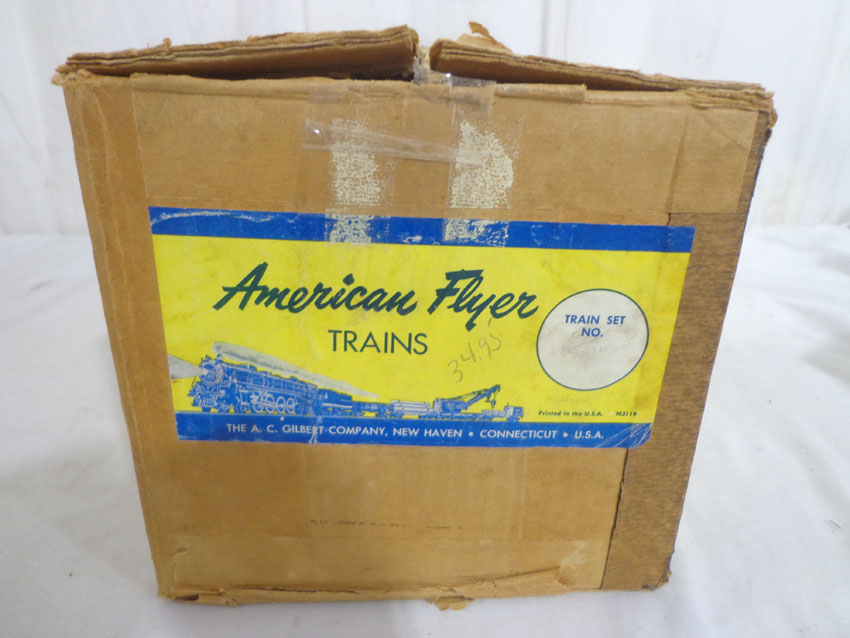 American Flyer
TRAINS
34.95
TRAIN SET
NO.
Printed in the U.S.A. M3119
THE A. C. GILBERT COMPANY, NEW HAVEN • CONNECTICUT • U.S.A.